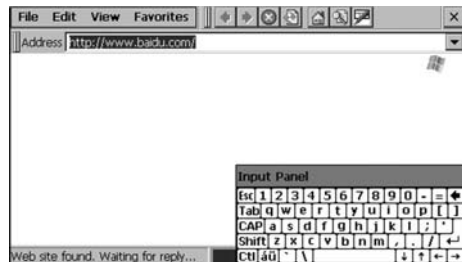 File Edit View Favorites
Address http://www.baidu.com/
Input Panel
Esc 1 2 3 4 5 6 7 8 9 0 - =
Tab q w e r t y u i o p [ ]
CAP a s d f g h j k l ; '
Shift z x c v b n m , . /
Ctl áü ` \
Web site found. Waiting for reply...